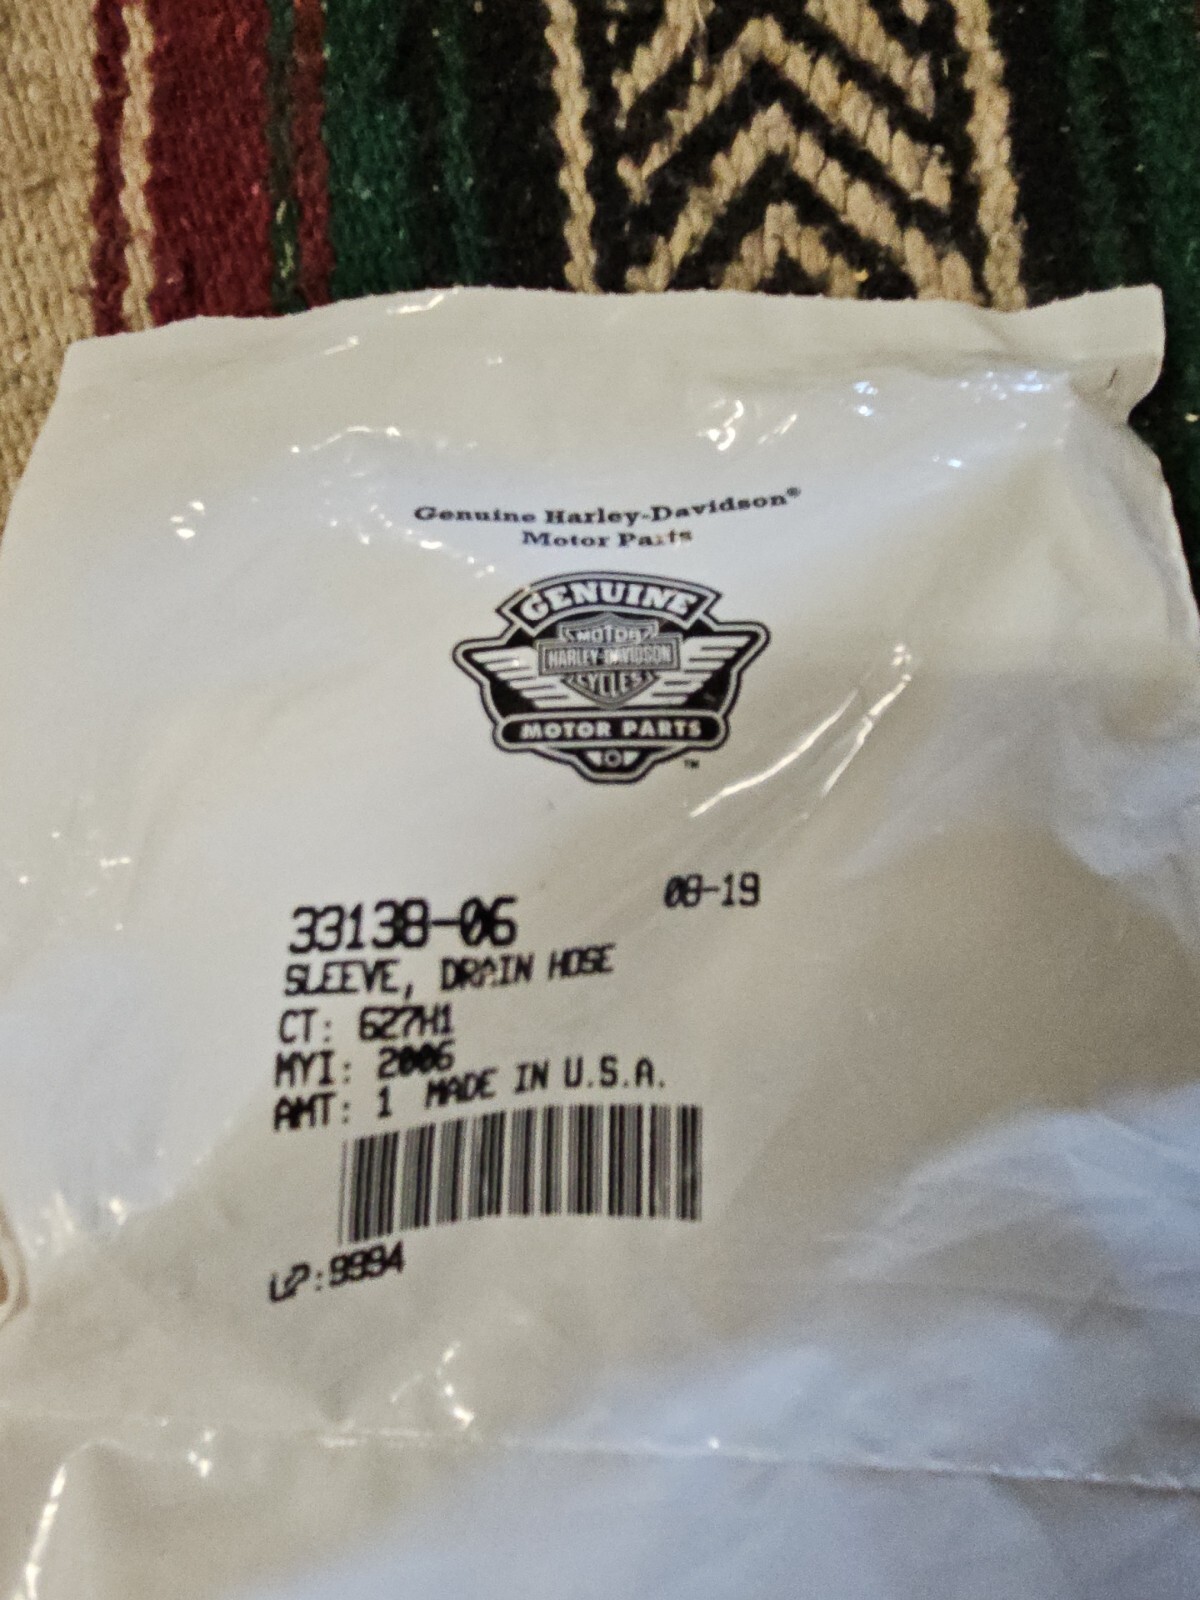 Genuine Harley-Davidson®
Motor Parts
GENUINE
MOTOR
HARLEY-DAVIDSON
CYCLES
MOTOR PARTS
™
33138-06 08-19
SLEEVE, DRAIN HOSE
CT: 627H1
MYI: 2006
AMT: 1 MADE IN U.S.A.
:9994